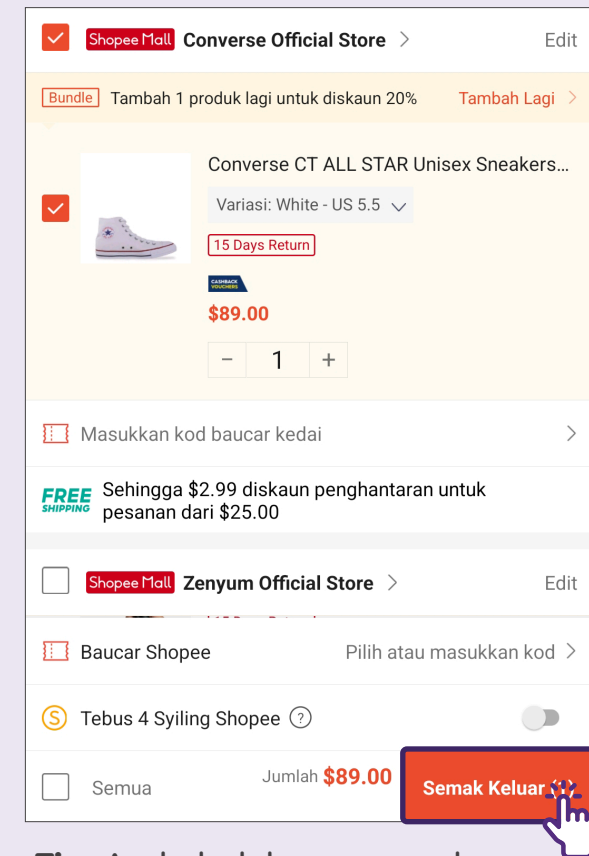 Shopee Mall Converse Official Store Edit
Bundle Tambah 1 produk lagi untuk diskaun 20% Tambah Lagi
Converse CT ALL STAR Unisex Sneakers...
Variasi: White - US 5.5
15 Days Return
CASHBACK
VOUCHERS
$89.00
− 1 +
Masukkan kod baucar kedai
FREE SHIPPING
Sehingga $2.99 diskaun penghantaran untuk
pesanan dari $25.00
Shopee Mall Zenyum Official Store Edit
Baucar Shopee Pilih atau masukkan kod
S Tebus 4 Syiling Shopee ?
Semua Jumlah $89.00 Semak Keluar